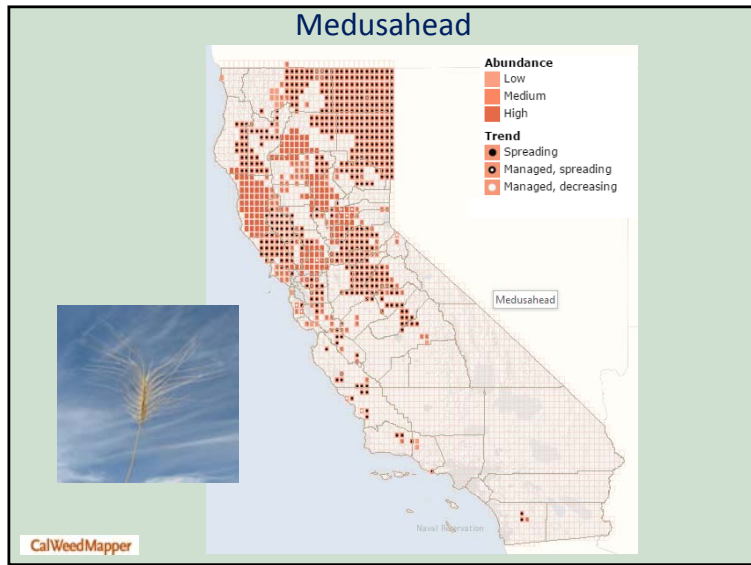 Medusahead
Abundance
Low
Medium
High
Trend
Spreading
Managed, spreading
Managed, decreasing
Medusahead
Naval Reservation
CalWeedMapper